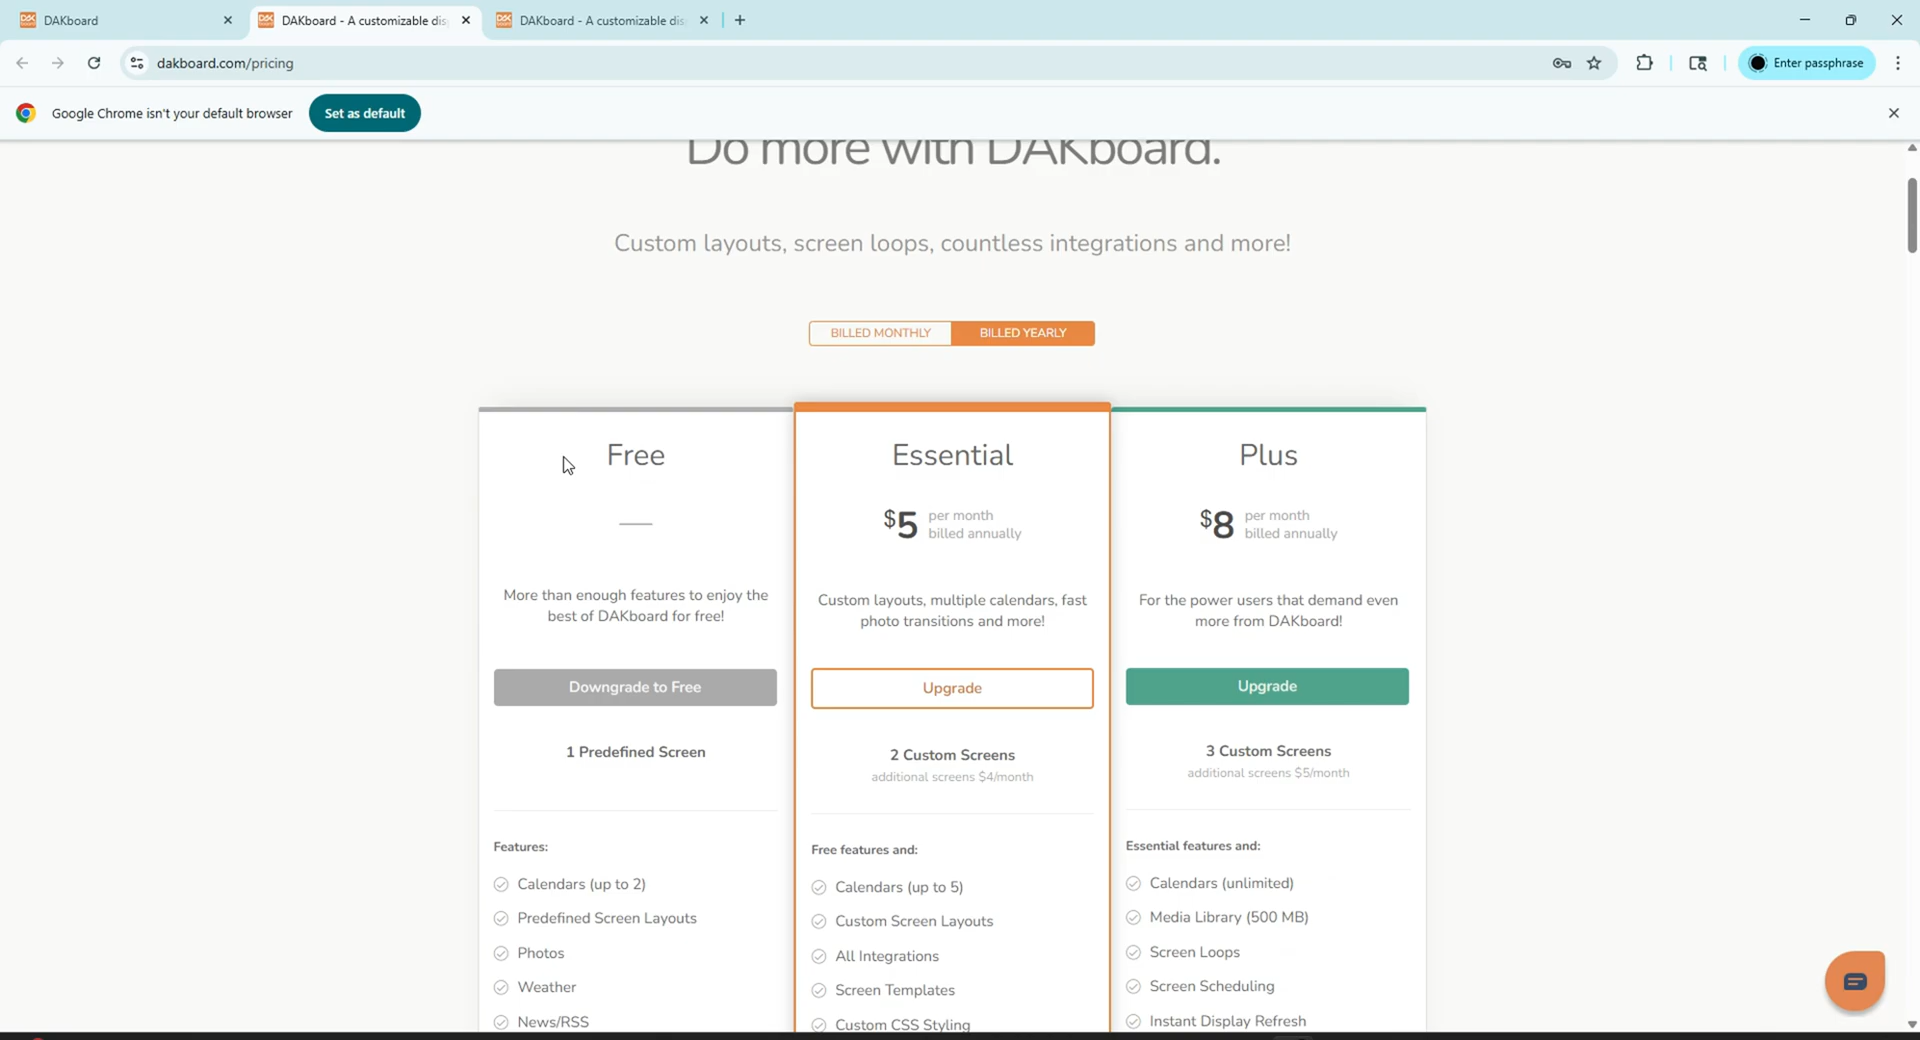 DAKboard
DAKboard - A customizable dis
DAKboard - A customizable dis
dakboard.com/pricing
Enter passphrase
Google Chrome isn't your default browser
Set as default
Do more with DAKboard.
Custom layouts, screen loops, countless integrations and more!
BILLED MONTHLY
BILLED YEARLY
Free
More than enough features to enjoy the
best of DAKboard for free!
Downgrade to Free
1 Predefined Screen
Features:
Calendars (up to 2)
Predefined Screen Layouts
Photos
Weather
News/RSS
Essential
$5 per month
billed annually
Custom layouts, multiple calendars, fast
photo transitions and more!
Upgrade
2 Custom Screens
additional screens $4/month
Free features and:
Calendars (up to 5)
Custom Screen Layouts
All Integrations
Screen Templates
Custom CSS Styling
Plus
$8 per month
billed annually
For the power users that demand even
more from DAKboard!
Upgrade
3 Custom Screens
additional screens $5/month
Essential features and:
Calendars (unlimited)
Media Library (500 MB)
Screen Loops
Screen Scheduling
Instant Display Refresh